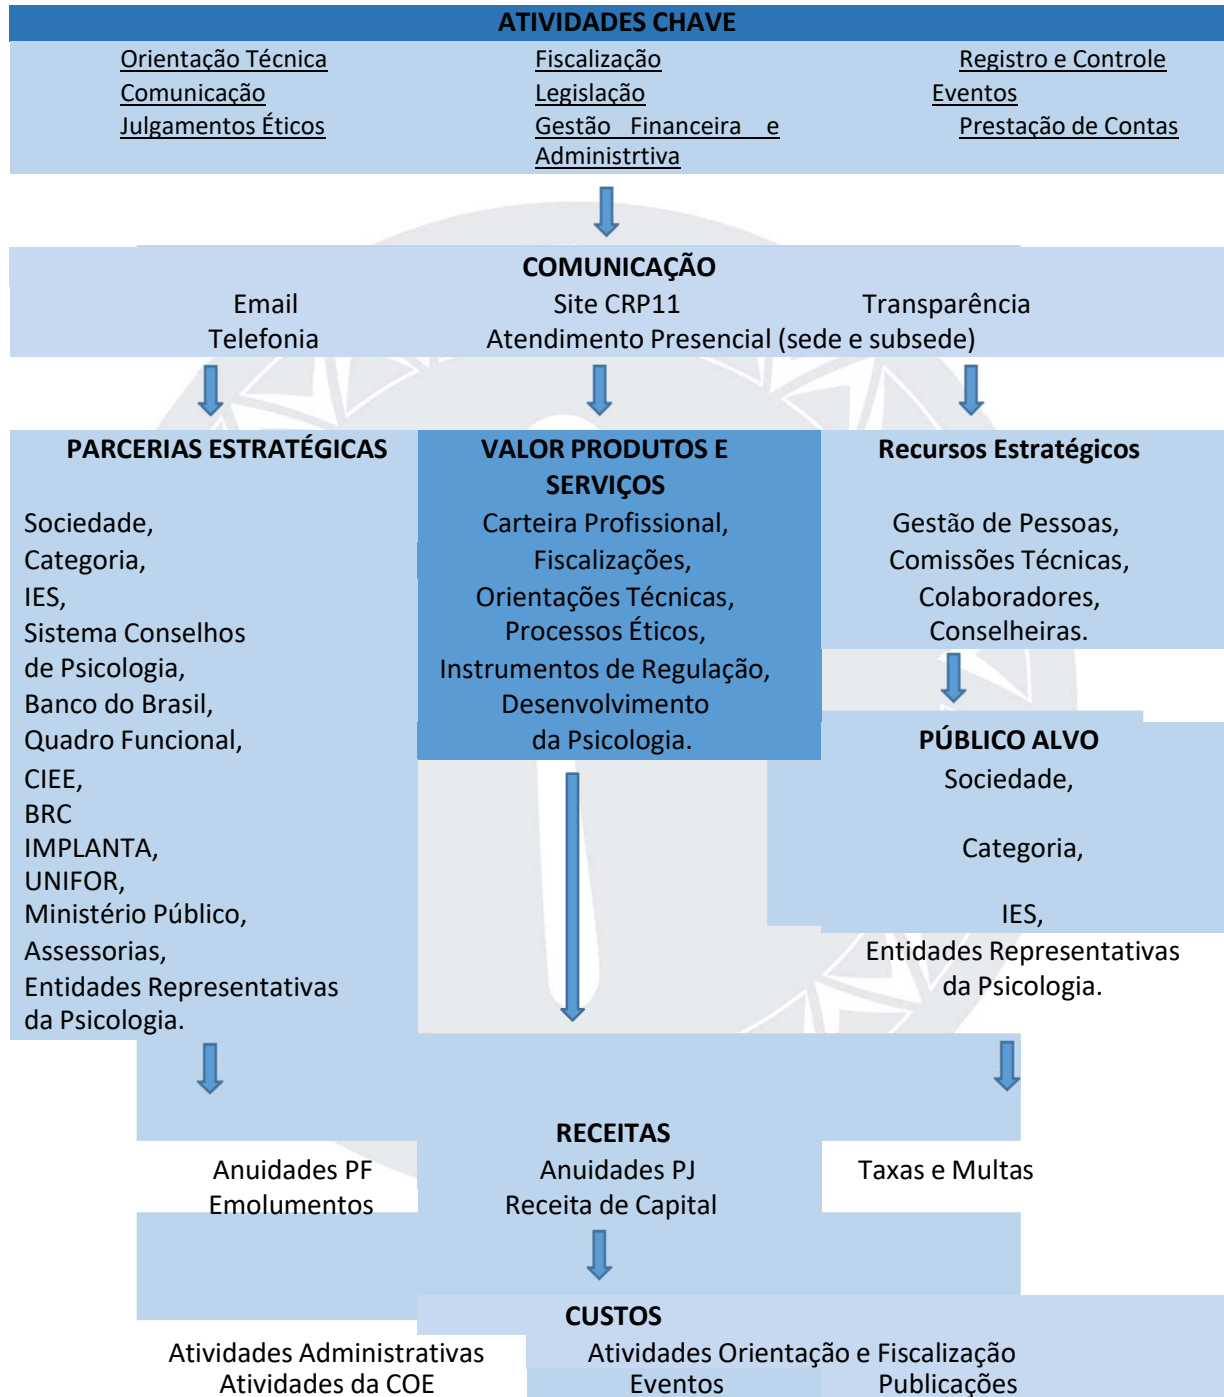 ATIVIDADES CHAVE
Orientação Técnica Fiscalização Registro e Controle
Comunicação Legislação Eventos
Julgamentos Éticos Gestão Financeira e Prestação de Contas
Administrtiva
COMUNICAÇÃO
Email Site CRP11 Transparência
Telefonia Atendimento Presencial (sede e subsede)
PARCERIAS ESTRATÉGICAS
Sociedade,
Categoria,
IES,
Sistema Conselhos
de Psicologia,
Banco do Brasil,
Quadro Funcional,
CIEE,
BRC
IMPLANTA,
UNIFOR,
Ministério Público,
Assessorias,
Entidades Representativas
da Psicologia.
VALOR PRODUTOS E
SERVIÇOS
Carteira Profissional,
Fiscalizações,
Orientações Técnicas,
Processos Éticos,
Instrumentos de Regulação,
Desenvolvimento
da Psicologia.
Recursos Estratégicos
Gestão de Pessoas,
Comissões Técnicas,
Colaboradores,
Conselheiras.
PÚBLICO ALVO
Sociedade,
Categoria,
IES,
Entidades Representativas
da Psicologia.
RECEITAS
Anuidades PF Anuidades PJ Taxas e Multas
Emolumentos Receita de Capital
CUSTOS
Atividades Administrativas Atividades Orientação e Fiscalização
Atividades da COE Eventos Publicações